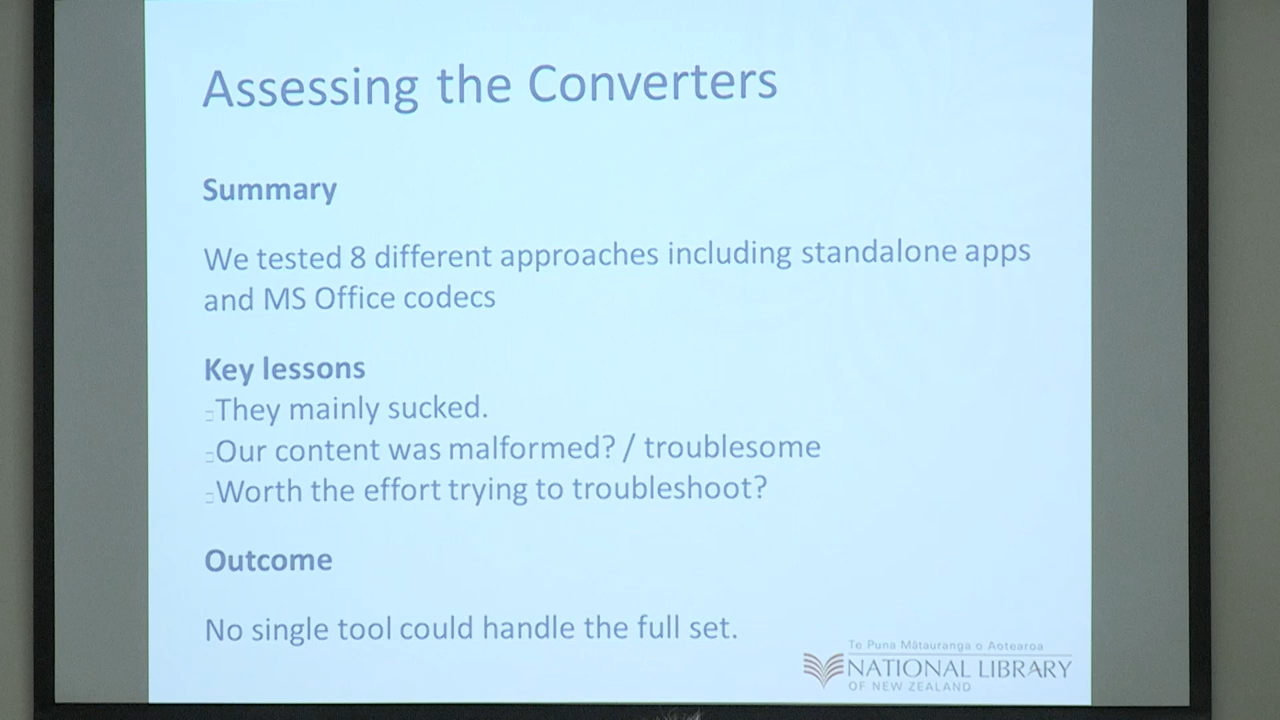 Assessing the Converters
Summary
We tested 8 different approaches including standalone apps
and MS Office codecs
Key lessons
They mainly sucked.
Our content was malformed? / troublesome
Worth the effort trying to troubleshoot?
Outcome
No single tool could handle the full set.
Te Puna Mātauranga o Aotearoa
NATIONAL LIBRARY
OF NEW ZEALAND